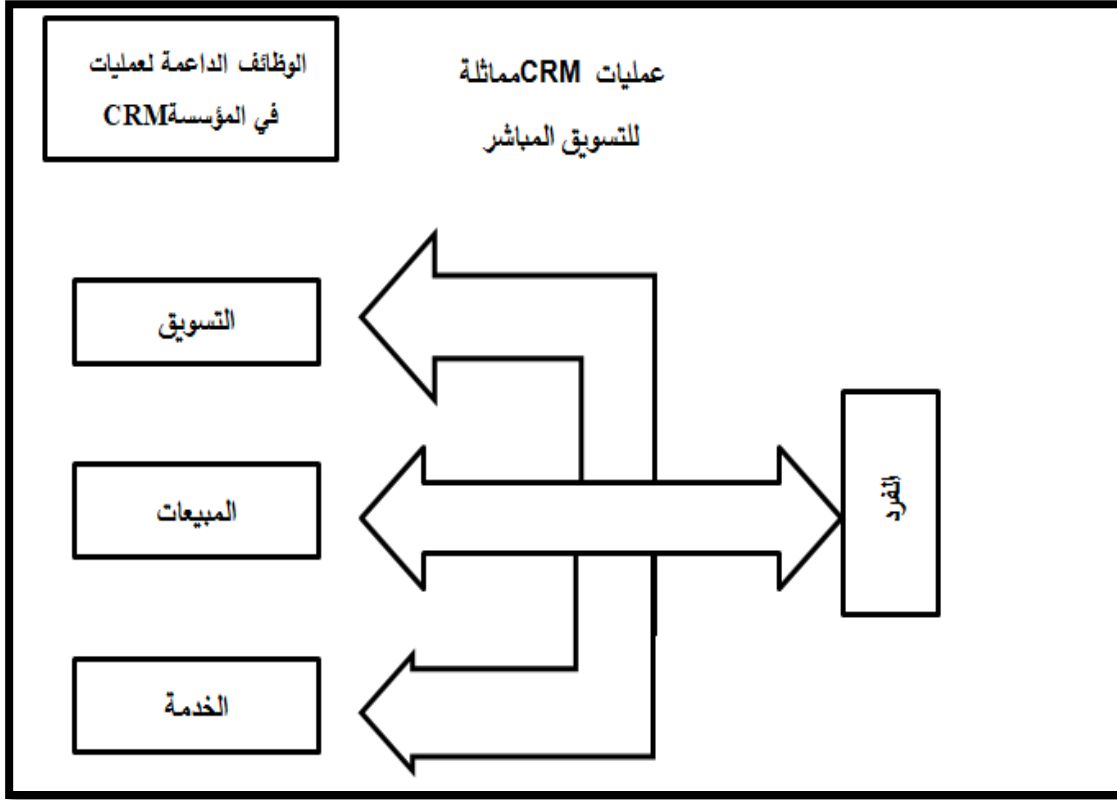 الوظائف الداعمة لعمليات
في المؤسسةCRM
عمليات CRMمماثلة
للتسويق المباشر
التسويق
المبيعات
الخدمة
الفرد